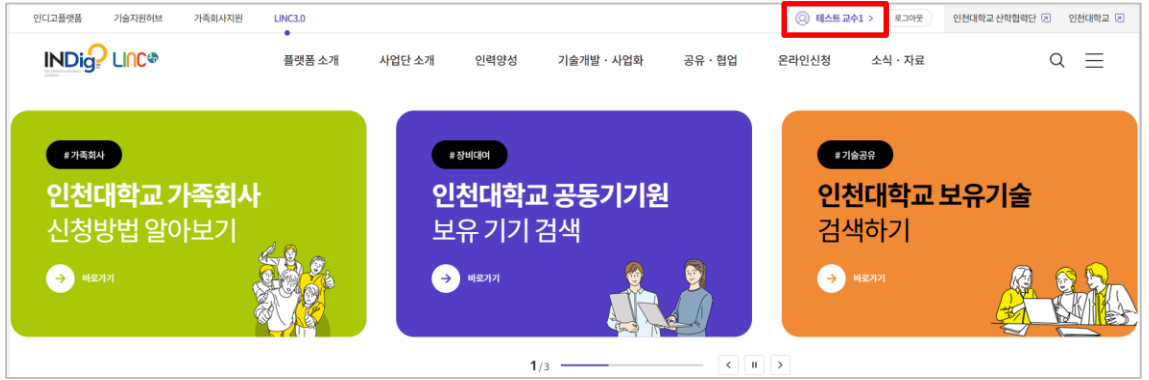 인디고플랫폼 기술지원허브 가족회사지원 LINC3.0 테스트교수1 > 로그아웃 인천대학교 산학협력단 인천대학교
INDigo LINC 플랫폼 소개 사업단 소개 인력양성 기술개발 · 사업화 공유 · 협업 온라인신청 소식 · 자료
#가족회사
인천대학교 가족회사
신청방법 알아보기
바로가기
#장비대여
인천대학교 공동기기원
보유 기기 검색
바로가기
#기술공유
인천대학교 보유기술
검색하기
바로가기
1/3